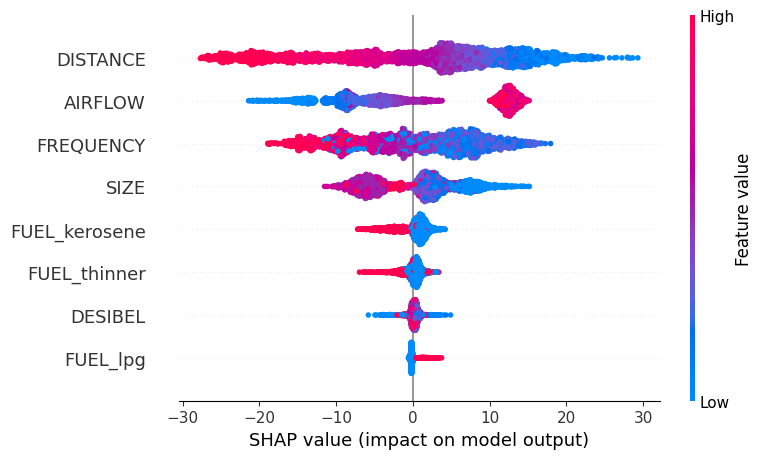 High
DISTANCE
AIRFLOW
FREQUENCY
SIZE
FUEL_kerosene
FUEL_thinner
DESIBEL
FUEL_lpg
Feature value
Low
−30 −20 −10 0 10 20 30
SHAP value (impact on model output)